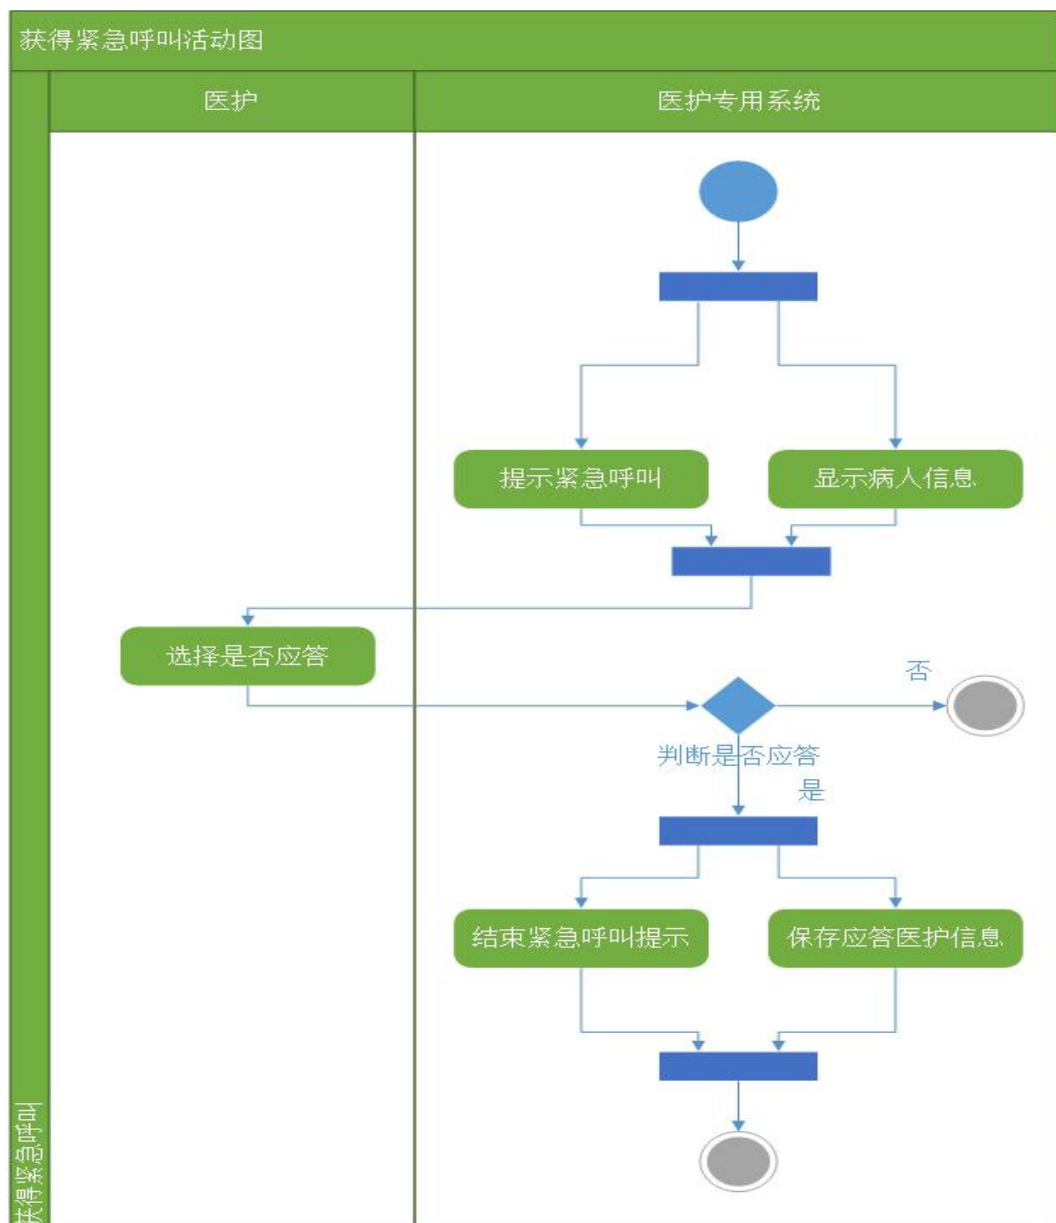 获得紧急呼叫活动图
医护
医护专用系统
提示紧急呼叫
显示病人信息
选择是否应答
否
判断是否应答
是
结束紧急呼叫提示
保存应答医护信息
获得紧急呼叫